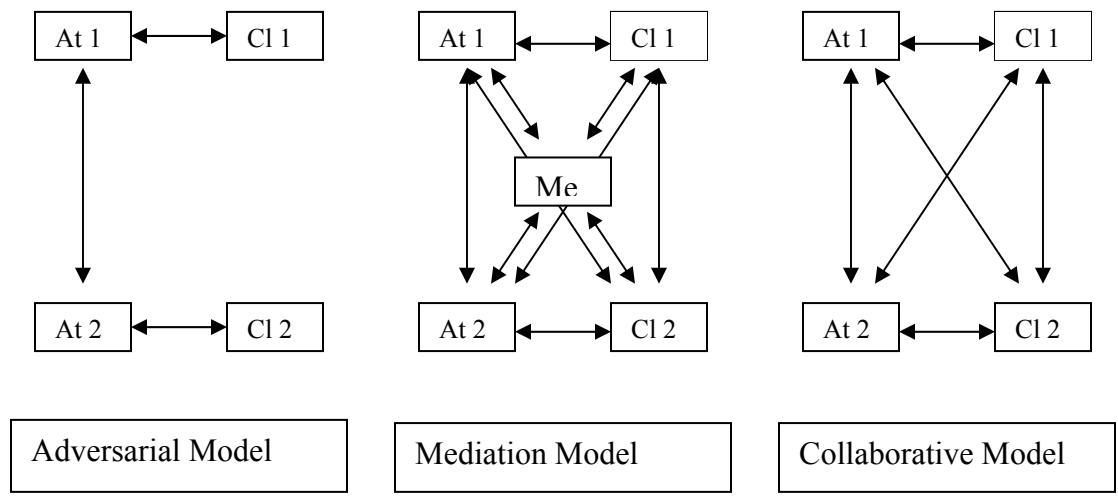 At 1 Cl 1 At 1 Cl 1 At 1 Cl 1
Me
At 2 Cl 2 At 2 Cl 2 At 2 Cl 2
Adversarial Model Mediation Model Collaborative Model